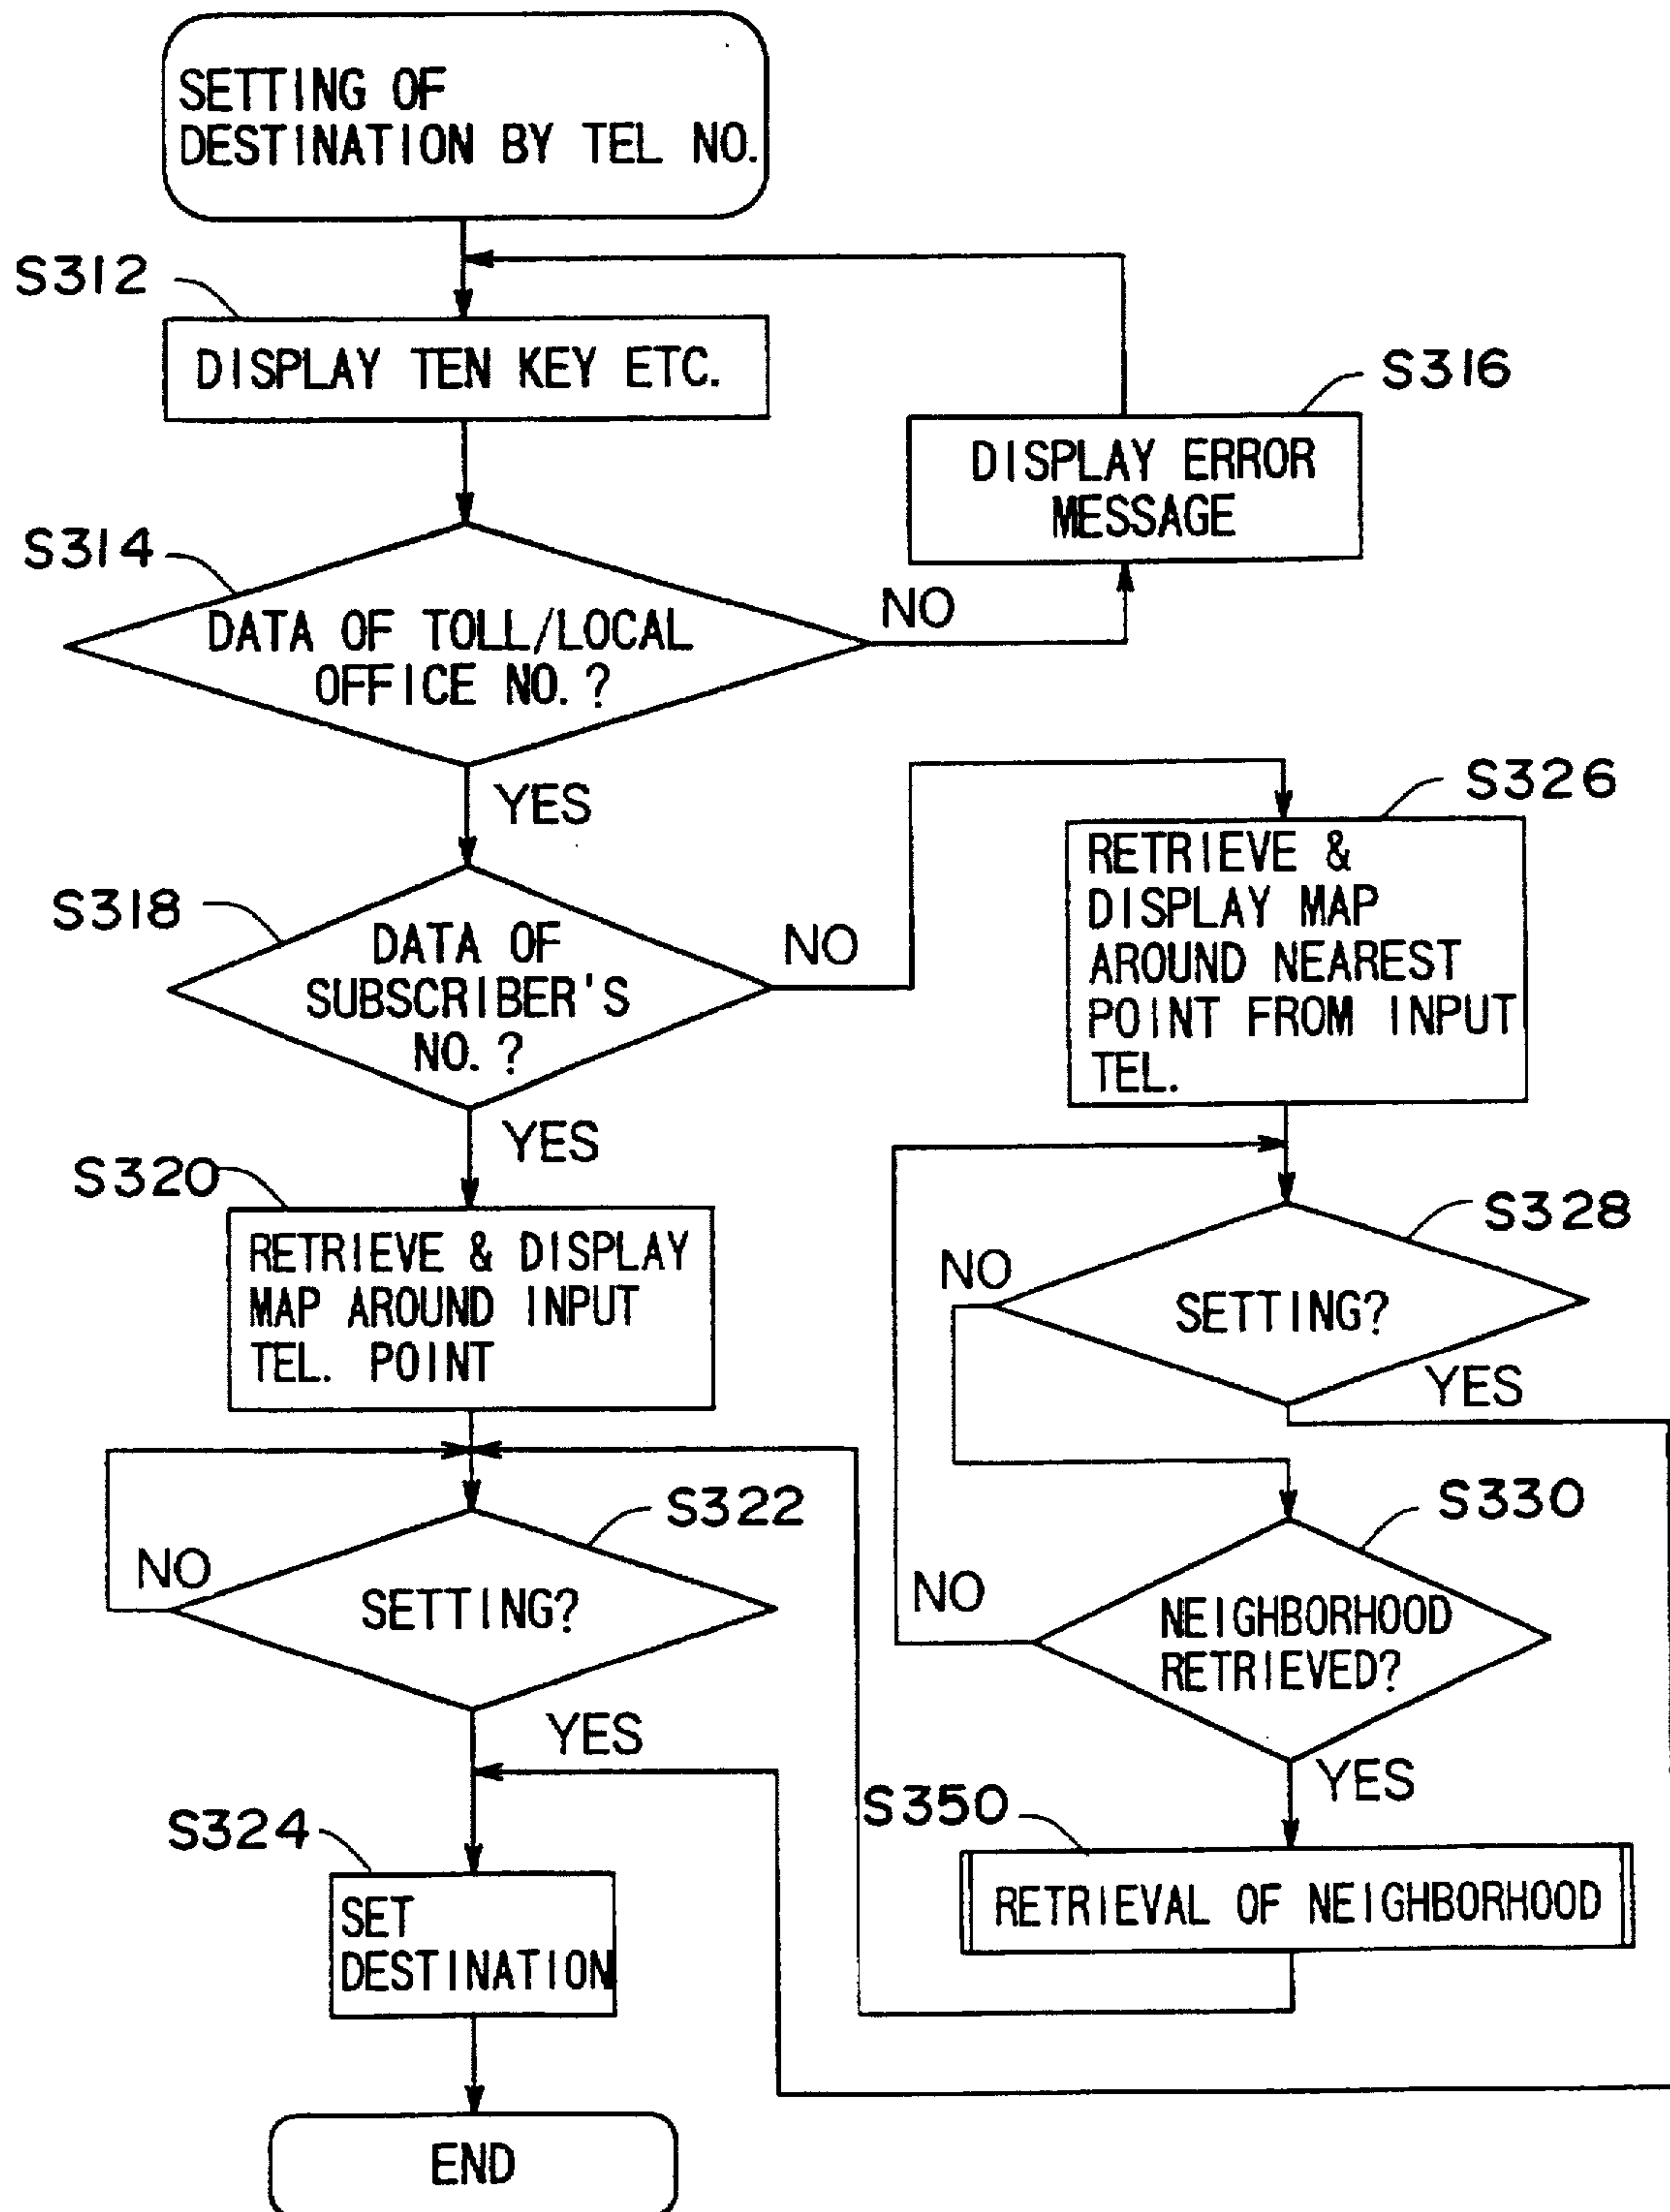 SETTING OF
DESTINATION BY TEL NO.
S312
DISPLAY TEN KEY ETC.
S316
DISPLAY ERROR
MESSAGE
S314
DATA OF TOLL/LOCAL
OFFICE NO.?
NO
YES
S318
DATA OF
SUBSCRIBER'S
NO.?
NO
YES
S326
RETRIEVE &
DISPLAY MAP
AROUND NEAREST
POINT FROM INPUT
TEL.
S320
RETRIEVE & DISPLAY
MAP AROUND INPUT
TEL. POINT
S328
NO
SETTING?
YES
S322
NO
SETTING?
YES
S330
NO
NEIGHBORHOOD
RETRIEVED?
YES
S350
RETRIEVAL OF NEIGHBORHOOD
S324
SET
DESTINATION
END